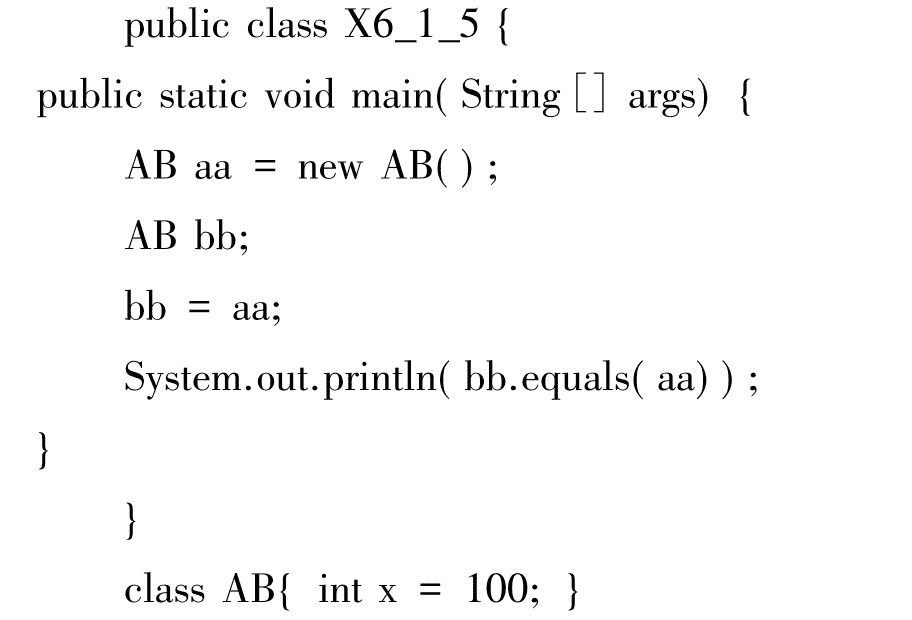 public class X6_1_5 {
public static void main( String [] args) {
AB aa = new AB( ) ;
AB bb;
bb = aa;
System.out.println( bb.equals( aa) ) ;
}
}
class AB{ int x = 100; }